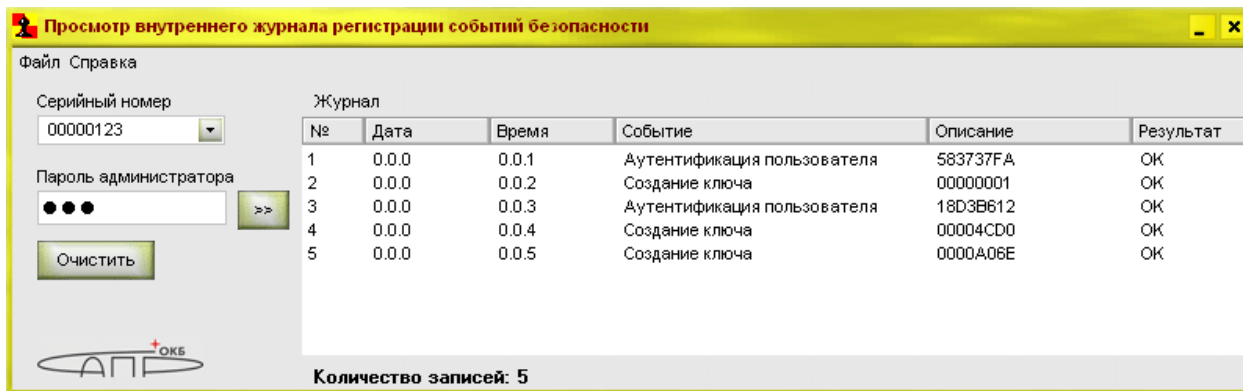 Просмотр внутреннего журнала регистрации событий безопасности
Файл Справка
Серийный номер
00000123
Пароль администратора
>>
Очистить
ОКБ
САПР
Журнал
№ Дата Время Событие Описание Результат
1 0.0.0 0.0.1 Аутентификация пользователя 583737FA OK
2 0.0.0 0.0.2 Создание ключа 00000001 OK
3 0.0.0 0.0.3 Аутентификация пользователя 18D3B612 OK
4 0.0.0 0.0.4 Создание ключа 00004CD0 OK
5 0.0.0 0.0.5 Создание ключа 0000A06E OK
Количество записей: 5